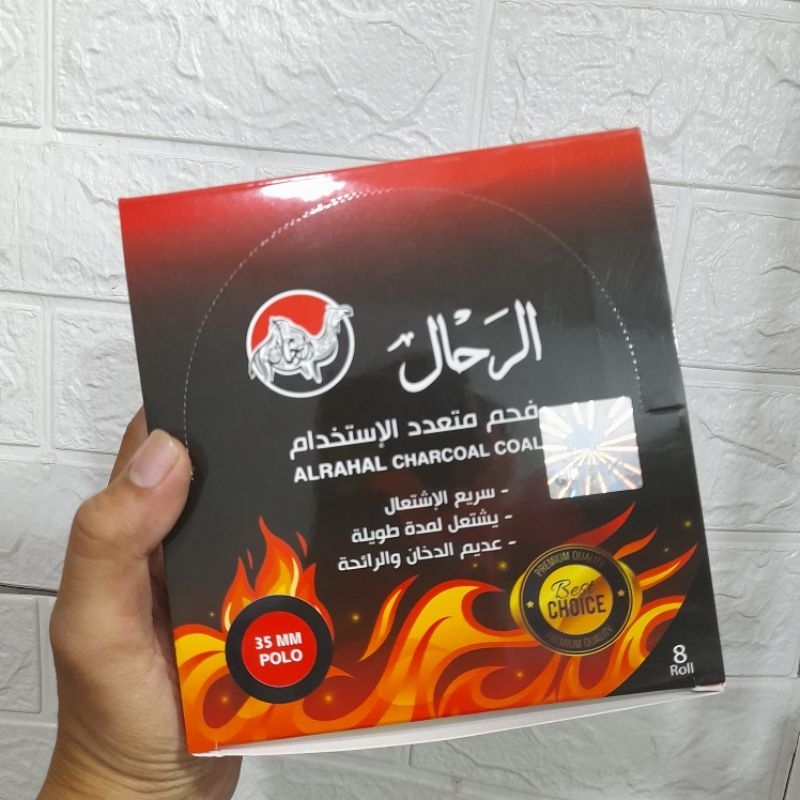 الرحال
فحم متعدد الإستخدام
ALRAHAL CHARCOAL COAL
- سريع الإشتعال
- يشتعل لمدة طويلة
- عديم الدخان والرائحة
35 MM
POLO
PREMIUM QUALITY
Best
CHOICE
PREMIUM QUALITY
8
Roll